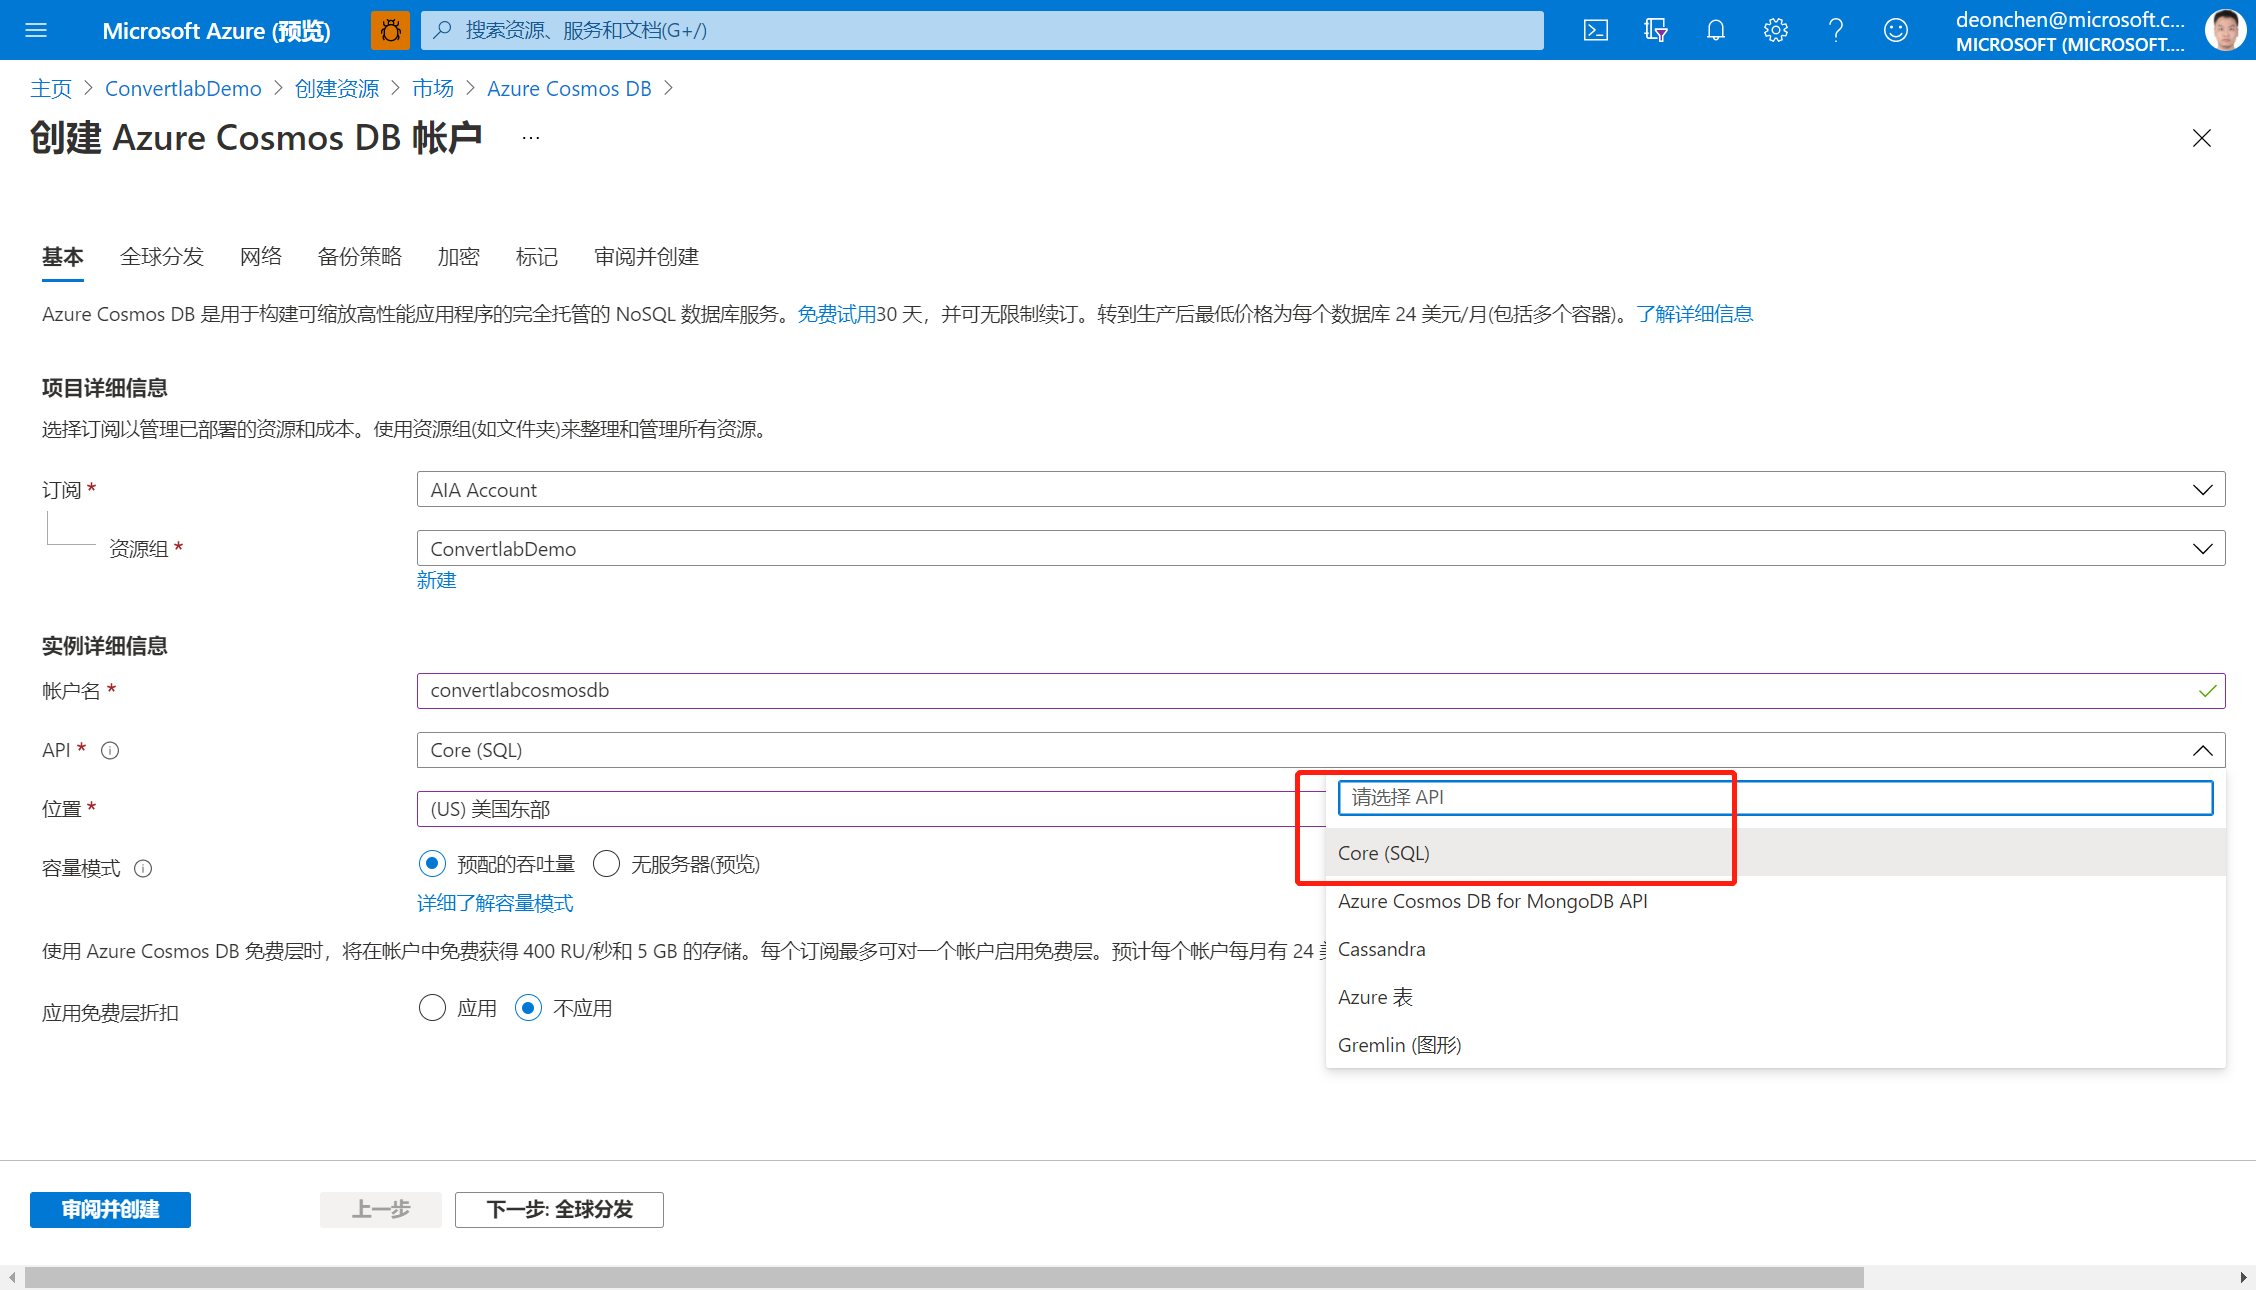 Microsoft Azure (预览)
搜索资源、服务和文档(G+/)
deonchen@microsoft.c...
MICROSOFT (MICROSOFT....
主页 > ConvertlabDemo > 创建资源 > 市场 > Azure Cosmos DB >
创建 Azure Cosmos DB 帐户 ...
基本 全球分发 网络 备份策略 加密 标记 审阅并创建
Azure Cosmos DB 是用于构建可缩放高性能应用程序的完全托管的 NoSQL 数据库服务。免费试用30 天，并可无限制续订。转到生产后最低价格为每个数据库 24 美元/月(包括多个容器)。了解详细信息
项目详细信息
选择订阅以管理已部署的资源和成本。使用资源组(如文件夹)来整理和管理所有资源。
订阅 *
AIA Account
资源组 *
ConvertlabDemo
新建
实例详细信息
帐户名 *
convertlabcosmosdb
API *
Core (SQL)
请选择 API
Core (SQL)
Azure Cosmos DB for MongoDB API
Cassandra
Azure 表
Gremlin (图形)
位置 *
(US) 美国东部
容量模式
预配的吞吐量 无服务器(预览)
详细了解容量模式
使用 Azure Cosmos DB 免费层时，将在帐户中免费获得 400 RU/秒和 5 GB 的存储。每个订阅最多可对一个帐户启用免费层。预计每个帐户每月有 24
应用免费层折扣
应用 不应用
审阅并创建 上一步 下一步: 全球分发